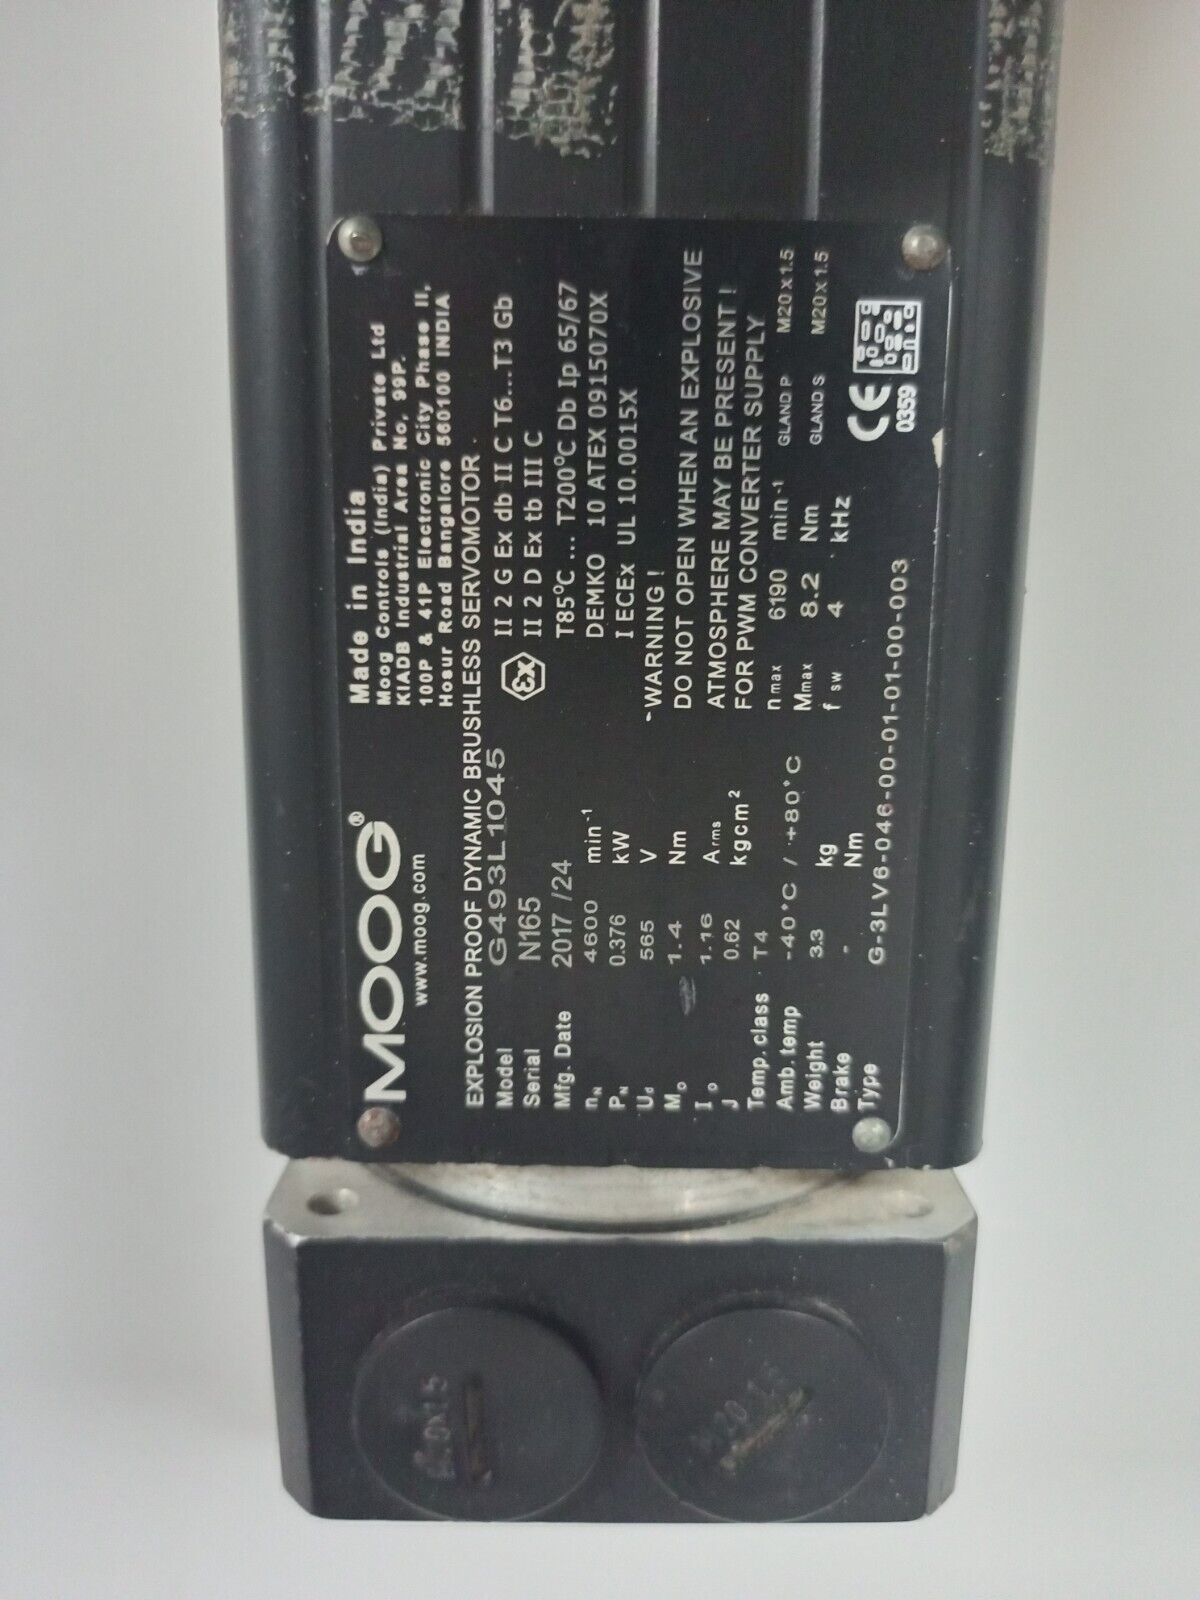 MOOG®
www.moog.com
Made in India
Moog Controls (India) Private Ltd
KIADB Industrial Area No, 99P.
100P & 41P Electronic City Phase II,
Hosur Road Bangalore 560100 INDIA
EXPLOSION PROOF DYNAMIC BRUSHLESS SERVOMOTOR
Model G493L1045
Serial N165
Mfg. Date 2017 /24
nN 4600 min-1
PN 0.376 kW
Ud 565 V
Mo 1.4 Nm
Io 1.16 Arms
J 0.62 kgcm2
Temp. class T4
Amb. temp -40°C / +80°C
Weight 3.3 kg
Brake - Nm
Type G-3LV6-046-00-01-01-00-003
Ex II 2 G Ex db II C T6...T3 Gb
II 2 D Ex tb III C
T85°C ... T200°C Db Ip 65/67
DEMKO 10 ATEX 0915070X
IECEx UL 10.0015X
-WARNING !
DO NOT OPEN WHEN AN EXPLOSIVE
ATMOSPHERE MAY BE PRESENT !
FOR PWM CONVERTER SUPPLY
n max 6190 min-1 GLAND P M20 x 1.5
Mmax 8.2 Nm GLAND S M20 x 1.5
f sw 4 kHz
CE
0359